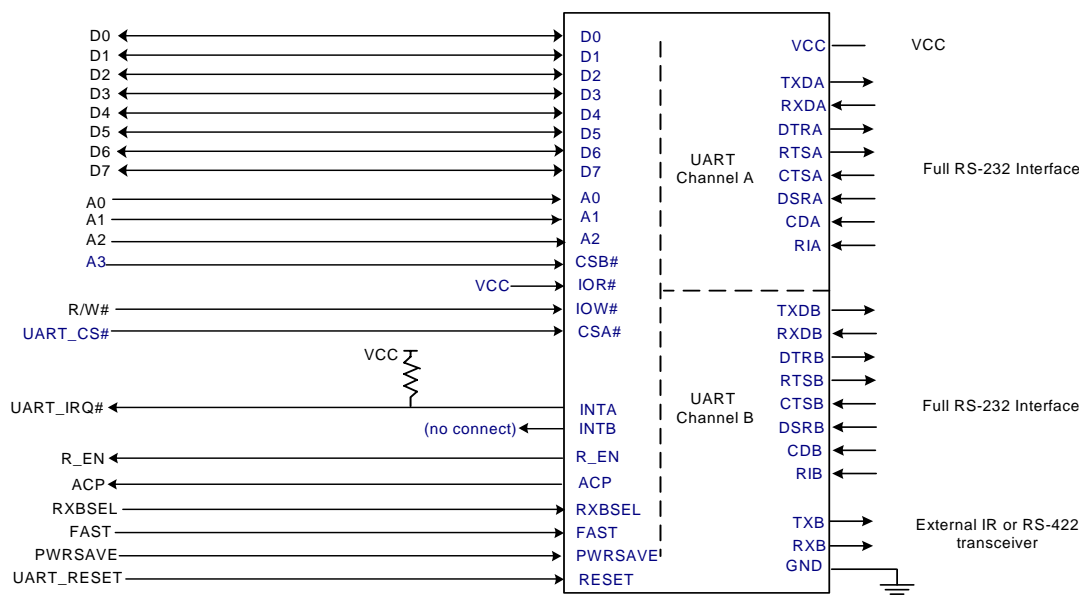 D0 D0 VCC VCC
D1 D1
D2 D2 TXDA
D3 D3 RXDA
D4 D4 DTRA
D5 D5 RTSA
D6 D6 UART
D7 D7 Channel A CTSA Full RS-232 Interface
A0 A0 DSRA
A1 A1 CDA
A2 A2 RIA
A3 CSB#
VCC IOR#
R/W# IOW# TXDB
UART_CS# CSA# RXDB
VCC DTRB
RTSB
UART_IRQ# INTA UART CTSB Full RS-232 Interface
(no connect) INTB Channel B DSRB
R_EN R_EN CDB
ACP ACP RIB
RXBSEL RXBSEL
FAST FAST TXB External IR or RS-422
PWRSAVE PWRSAVE RXB transceiver
UART_RESET RESET GND